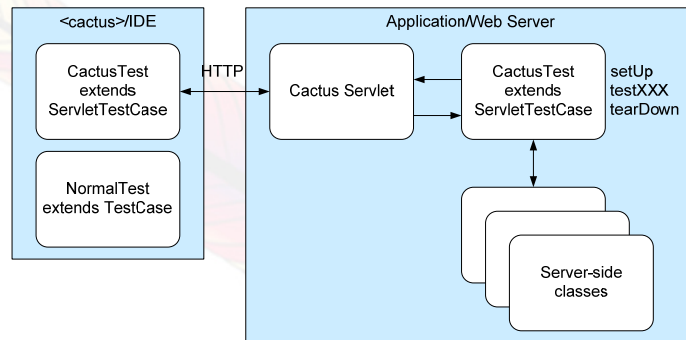 <cactus>/IDE
CactusTest
extends
ServletTestCase
NormalTest
extends TestCase
HTTP
Application/Web Server
Cactus Servlet
CactusTest
extends
ServletTestCase
setUp
testXXX
tearDown
Server-side
classes